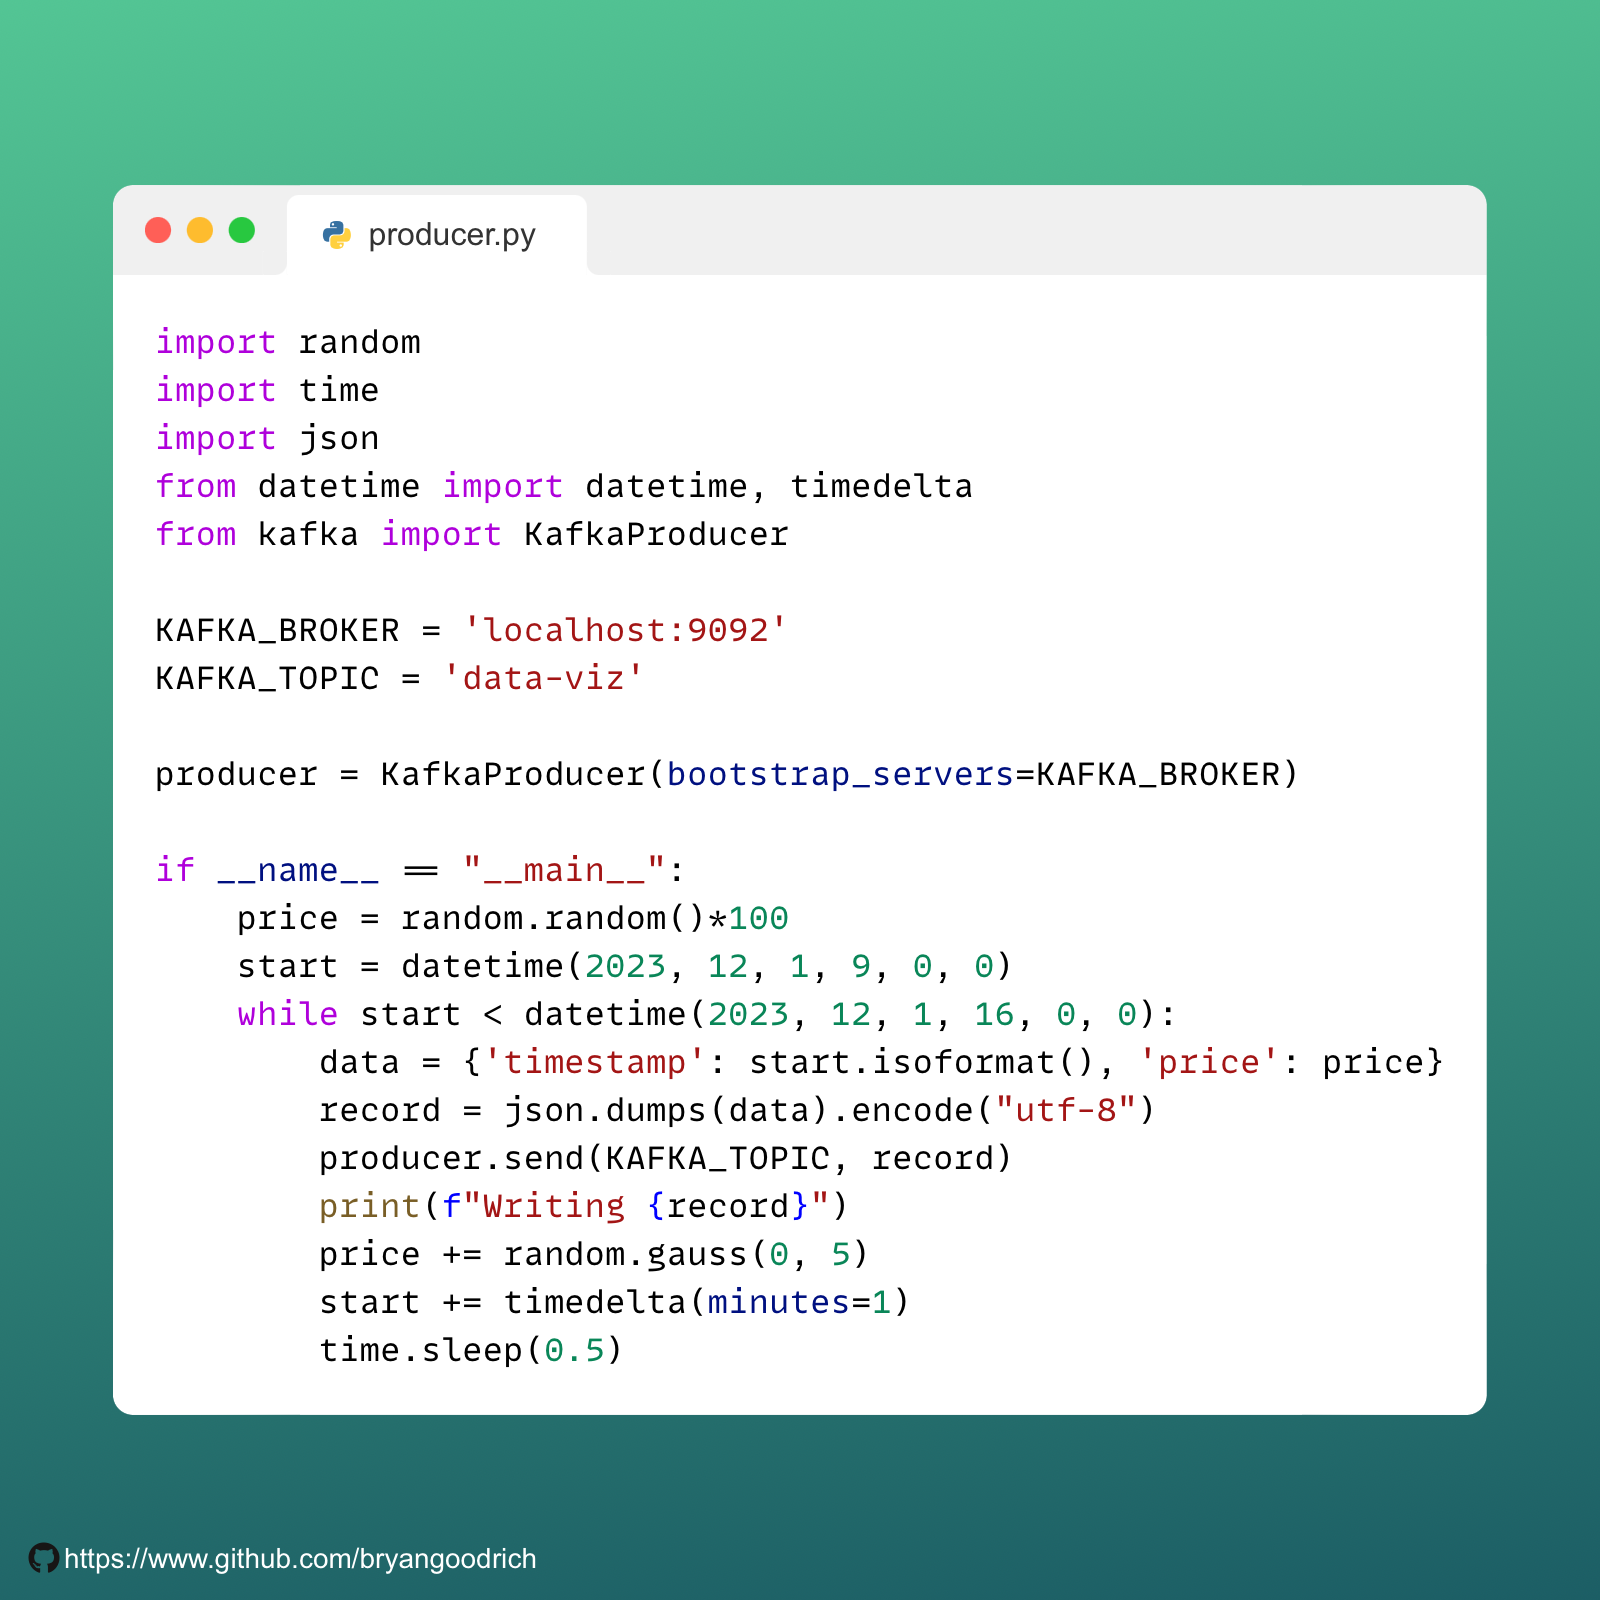 producer.py
import random
import time
import json
from datetime import datetime, timedelta
from kafka import KafkaProducer

KAFKA_BROKER = 'localhost:9092'
KAFKA_TOPIC = 'data-viz'

producer = KafkaProducer(bootstrap_servers=KAFKA_BROKER)

if __name__ == "__main__":
    price = random.random()*100
    start = datetime(2023, 12, 1, 9, 0, 0)
    while start < datetime(2023, 12, 1, 16, 0, 0):
        data = {'timestamp': start.isoformat(), 'price': price}
        record = json.dumps(data).encode("utf-8")
        producer.send(KAFKA_TOPIC, record)
        print(f"Writing {record}")
        price += random.gauss(0, 5)
        start += timedelta(minutes=1)
        time.sleep(0.5)
https://www.github.com/bryangoodrich